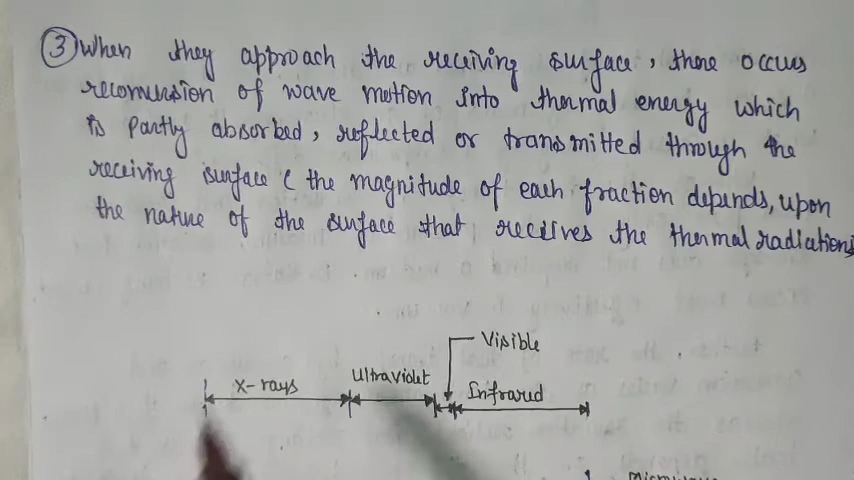 ③ When they approach the receiving surface, there occurs
reconversion of wave motion into thermal energy which
is partly absorbed, reflected or transmitted through the
receiving surface ( the magnitude of each fraction depends, upon
the nature of the surface that receives the thermal radiations
Visible
X-rays
Ultraviolet
Infrared